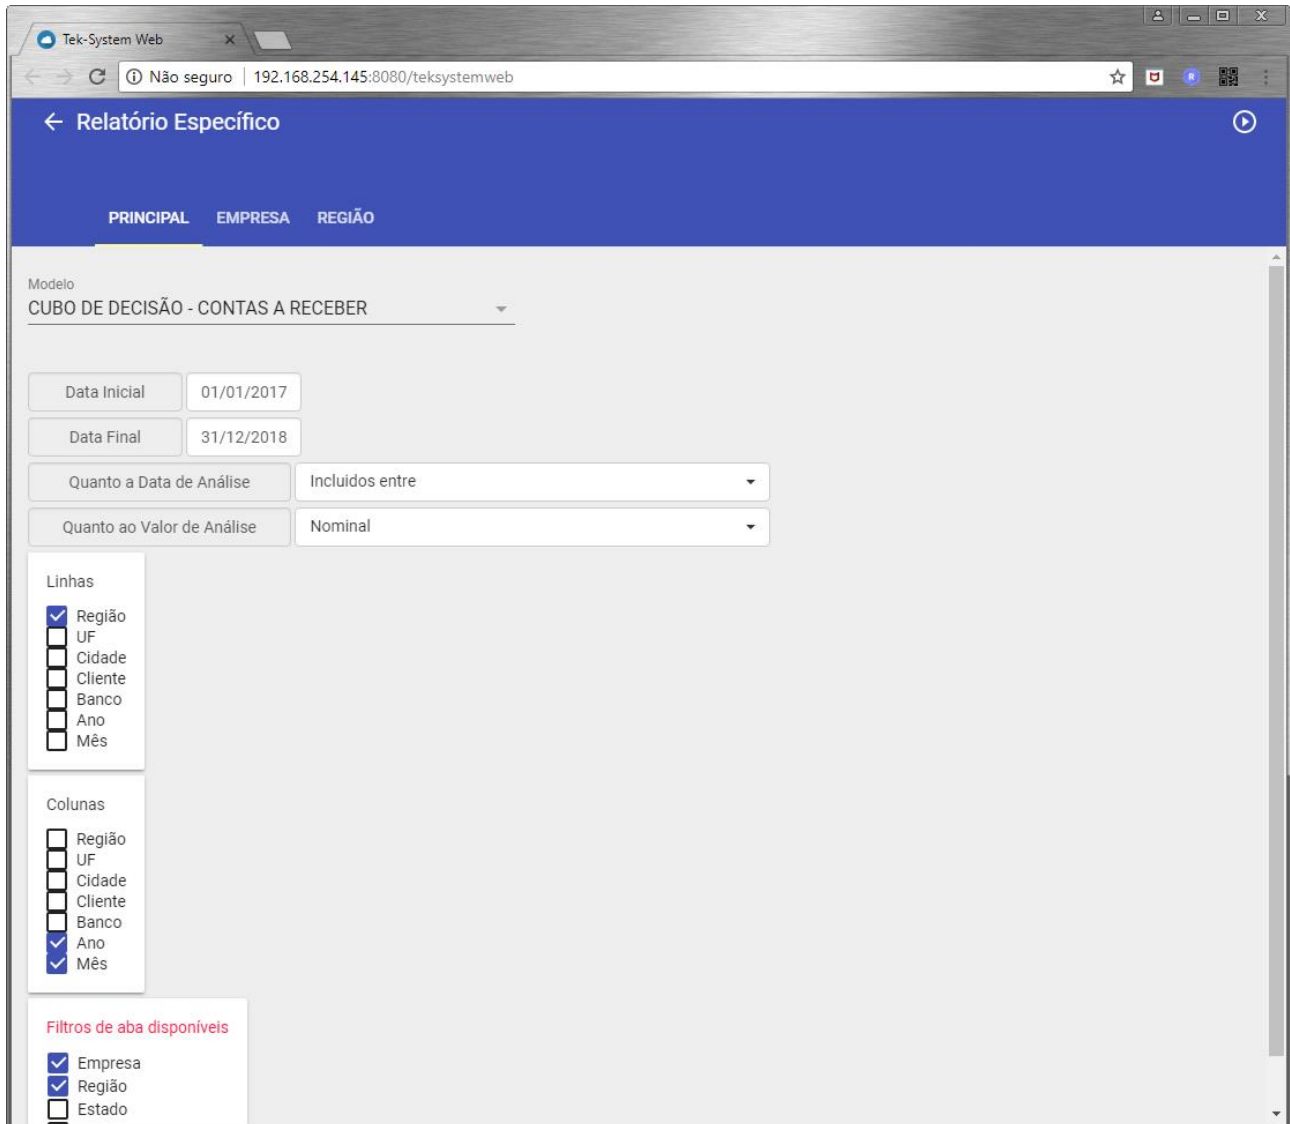 Tek-System Web
Não seguro 192.168.254.145:8080/teksystemweb
Relatório Específico
PRINCIPAL EMPRESA REGIÃO
Modelo
CUBO DE DECISÃO - CONTAS A RECEBER
Data Inicial 01/01/2017
Data Final 31/12/2018
Quanto a Data de Análise Incluidos entre
Quanto ao Valor de Análise Nominal
Linhas
Região
UF
Cidade
Cliente
Banco
Ano
Mês
Colunas
Região
UF
Cidade
Cliente
Banco
Ano
Mês
Filtros de aba disponíveis
Empresa
Região
Estado